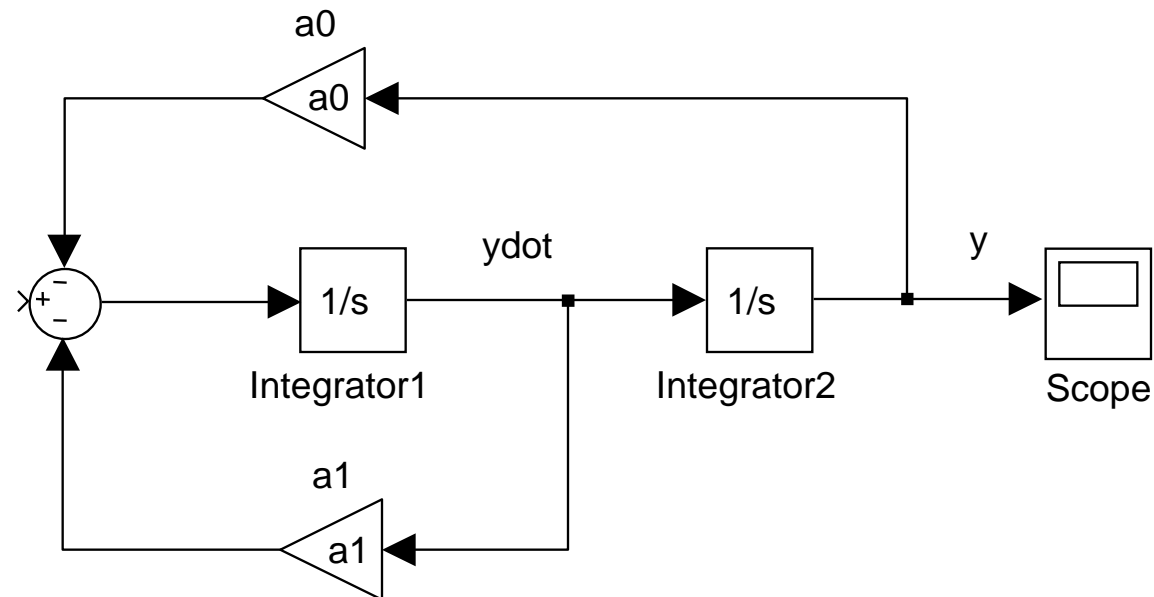 a0
a0
ydot
y
−
+
−
1/s
1/s
Integrator1
Integrator2
Scope
a1
a1